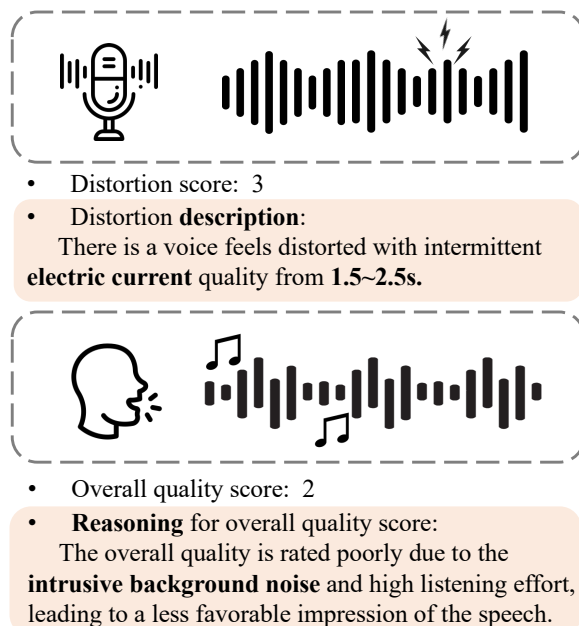 • Distortion score: 3
• Distortion description:
There is a voice feels distorted with intermittent
electric current quality from 1.5~2.5s.
• Overall quality score: 2
• Reasoning for overall quality score:
The overall quality is rated poorly due to the
intrusive background noise and high listening effort,
leading to a less favorable impression of the speech.